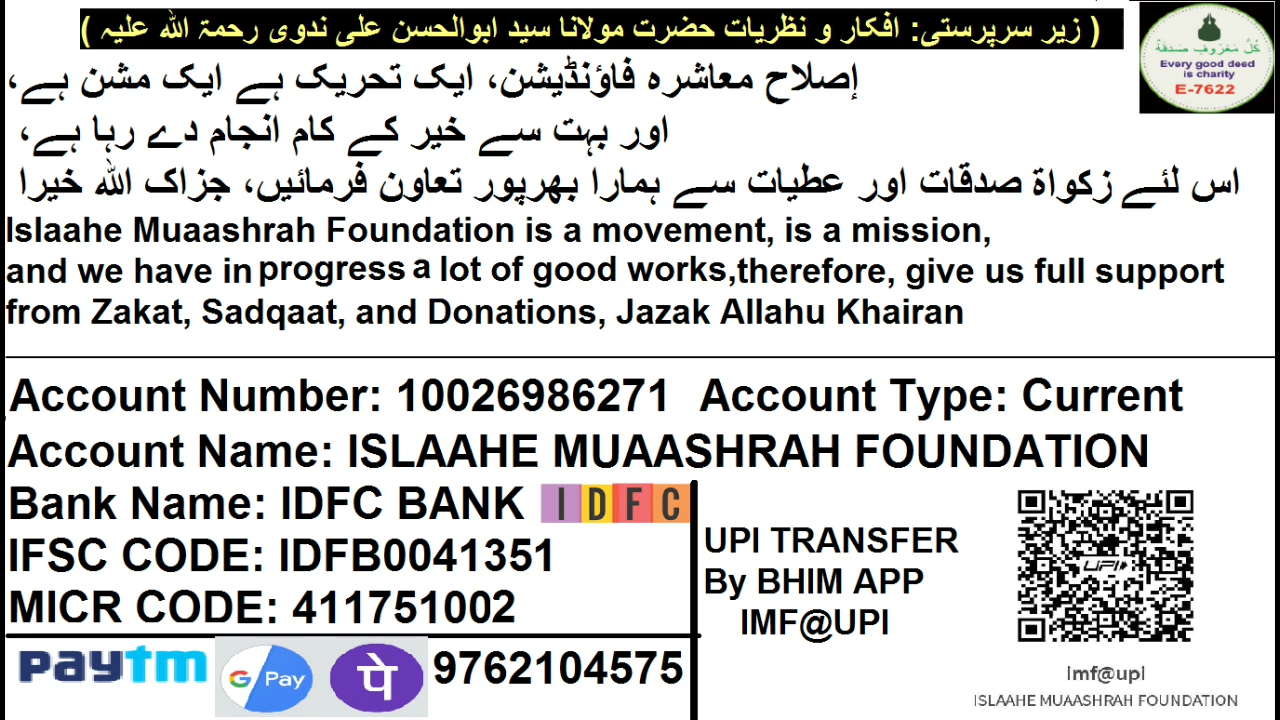 ( زیر سرپرستی: افکار و نظریات حضرت مولانا سید ابوالحسن علی ندوی رحمۃ اللہ علیہ )
كُلُّ مَعْرُوفٍ صَدَقَةٌ
Every good deed
is charity
E-7622
إصلاح معاشرہ فاؤنڈیشن، ایک تحریک ہے ایک مشن ہے،
اور بہت سے خیر کے کام انجام دے رہا ہے،
اس لئے زکواۃ صدقات اور عطیات سے ہمارا بھرپور تعاون فرمائیں، جزاک اللہ خیرا
Islaahe Muaashrah Foundation is a movement, is a mission,
and we have in progress a lot of good works,therefore, give us full support
from Zakat, Sadqaat, and Donations, Jazak Allahu Khairan
Account Number: 10026986271 Account Type: Current
Account Name: ISLAAHE MUAASHRAH FOUNDATION
Bank Name: IDFC BANK IDFC
IFSC CODE: IDFB0041351
MICR CODE: 411751002
UPI TRANSFER
By BHIM APP
IMF@UPI
UPI
imf@upi
ISLAAHE MUAASHRAH FOUNDATION
paytm G Pay पे 9762104575